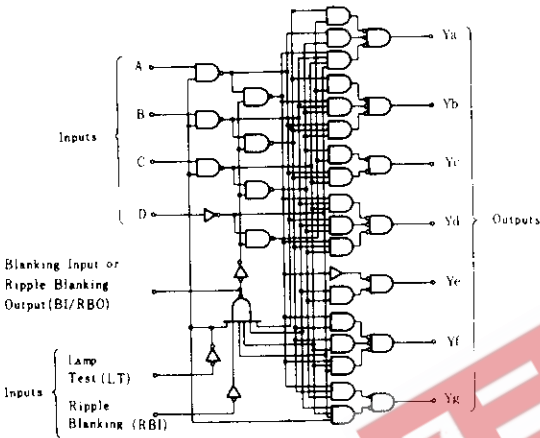 A
B
Inputs
C
D
Blanking Input or
Ripple Blanking
Output (BI/RBO)
Lamp
Test (LT)
Inputs
Ripple
Blanking (RBI)
Ya
Yb
Yc
Yd
Outputs
Ye
Yf
Yg